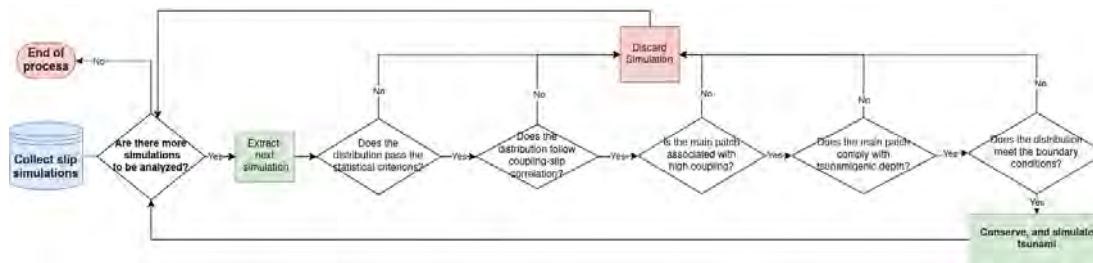 End of
process
No
Collect slip
simulations
Are there more
simulations
to be analyzed?
Yes
Extract
next
simulation
Discard
Simulation
No
Does the
distribution pass the
statistical criterions?
Yes
No
Does the
distribution follow
coupling-slip
correlation?
Yes
No
Is the main patch
associated with
high coupling?
Yes
No
Does the main patch
comply with
tsunamigenic depth?
Yes
No
Does the distribution
meet the boundary
conditions?
Yes
Conserve, and simulate
tsunami